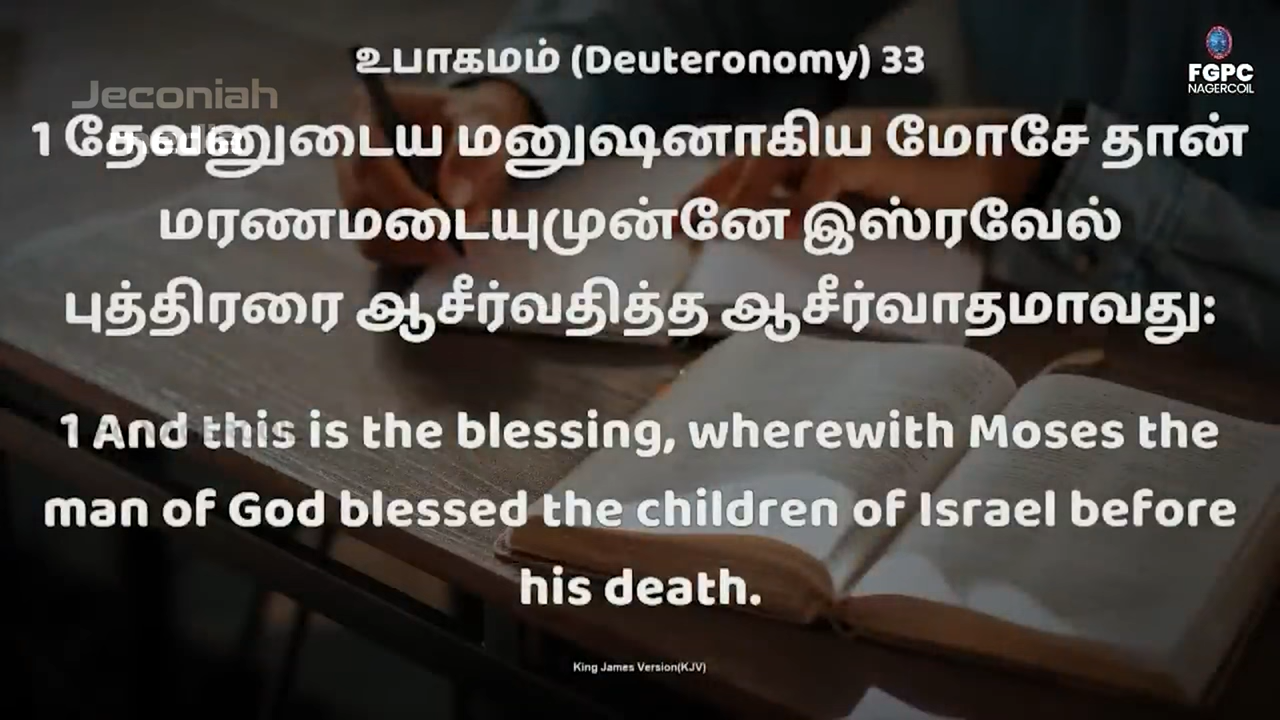 உபாகமம் (Deuteronomy) 33
FGPC
NAGERCOIL
Jeconiah
1 தேவனுடைய மனுஷனாகிய மோசே தான்
மரணமடையுமுன்னே இஸ்ரவேல்
புத்திரரை ஆசீர்வதித்த ஆசீர்வாதமாவது:
1 And this is the blessing, wherewith Moses the
man of God blessed the children of Israel before
his death.
King James Version(KJV)